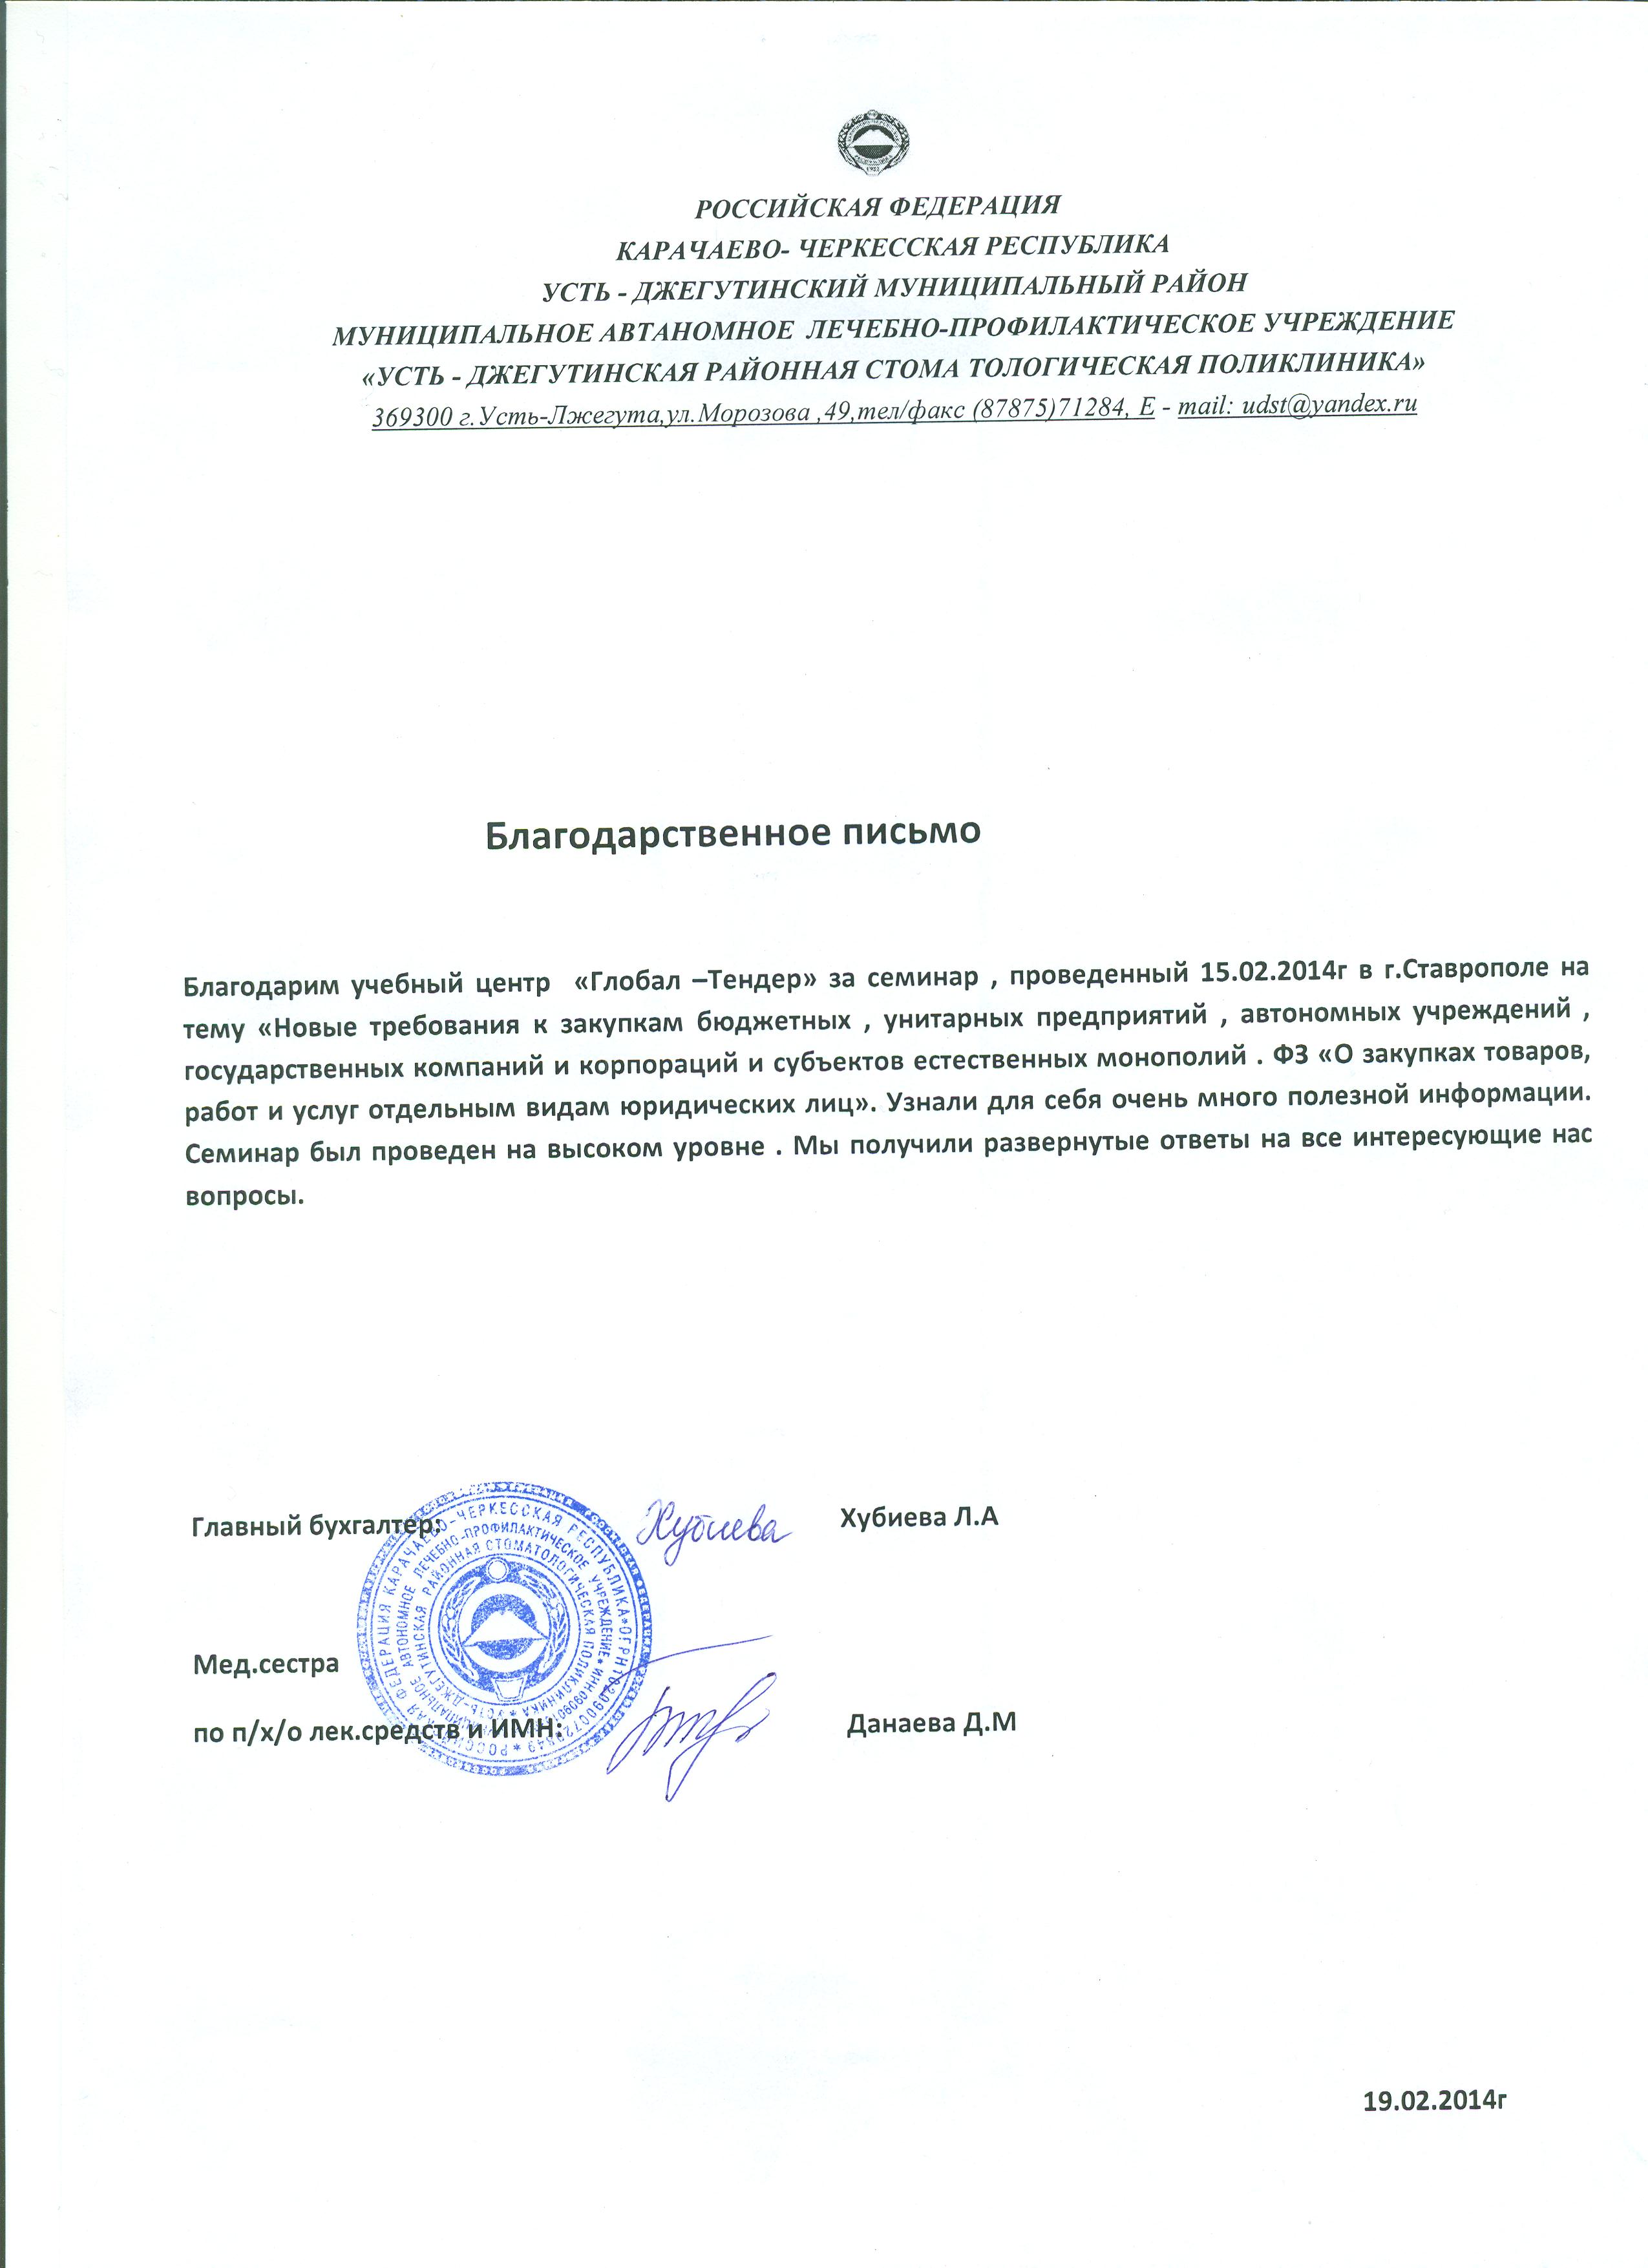 РОССИЙСКАЯ ФЕДЕРАЦИЯ
КАРАЧАЕВО- ЧЕРКЕССКАЯ РЕСПУБЛИКА
УСТЬ - ДЖЕГУТИНСКИЙ МУНИЦИПАЛЬНЫЙ РАЙОН
МУНИЦИПАЛЬНОЕ АВТАНОМНОЕ ЛЕЧЕБНО-ПРОФИЛАКТИЧЕСКОЕ УЧРЕЖДЕНИЕ
«УСТЬ - ДЖЕГУТИНСКАЯ РАЙОННАЯ СТОМА ТОЛОГИЧЕСКАЯ ПОЛИКЛИНИКА»
369300 г.Усть-Лжегута,ул.Морозова ,49,тел/факс (87875)71284, E - mail: udst@yandex.ru
Благодарственное письмо
Благодарим учебный центр «Глобал –Тендер» за семинар , проведенный 15.02.2014г в г.Ставрополе на
тему «Новые требования к закупкам бюджетных , унитарных предприятий , автономных учреждений ,
государственных компаний и корпораций и субъектов естественных монополий . ФЗ «О закупках товаров,
работ и услуг отдельным видам юридических лиц». Узнали для себя очень много полезной информации.
Семинар был проведен на высоком уровне . Мы получили развернутые ответы на все интересующие нас
вопросы.
Главный бухгалтер: Хубиева Хубиева Л.А
Мед.сестра
по п/х/о лек.средств и ИМН: Данаева Д.М
РОССИЙСКАЯ ФЕДЕРАЦИЯ КАРАЧАЕВО-ЧЕРКЕССКАЯ РЕСПУБЛИКА
МУНИЦИПАЛЬНОЕ АВТОНОМНОЕ ЛЕЧЕБНО-ПРОФИЛАКТИЧЕСКОЕ УЧРЕЖДЕНИЕ
УСТЬ-ДЖЕГУТИНСКАЯ РАЙОННАЯ СТОМАТОЛОГИЧЕСКАЯ ПОЛИКЛИНИКА
19.02.2014г